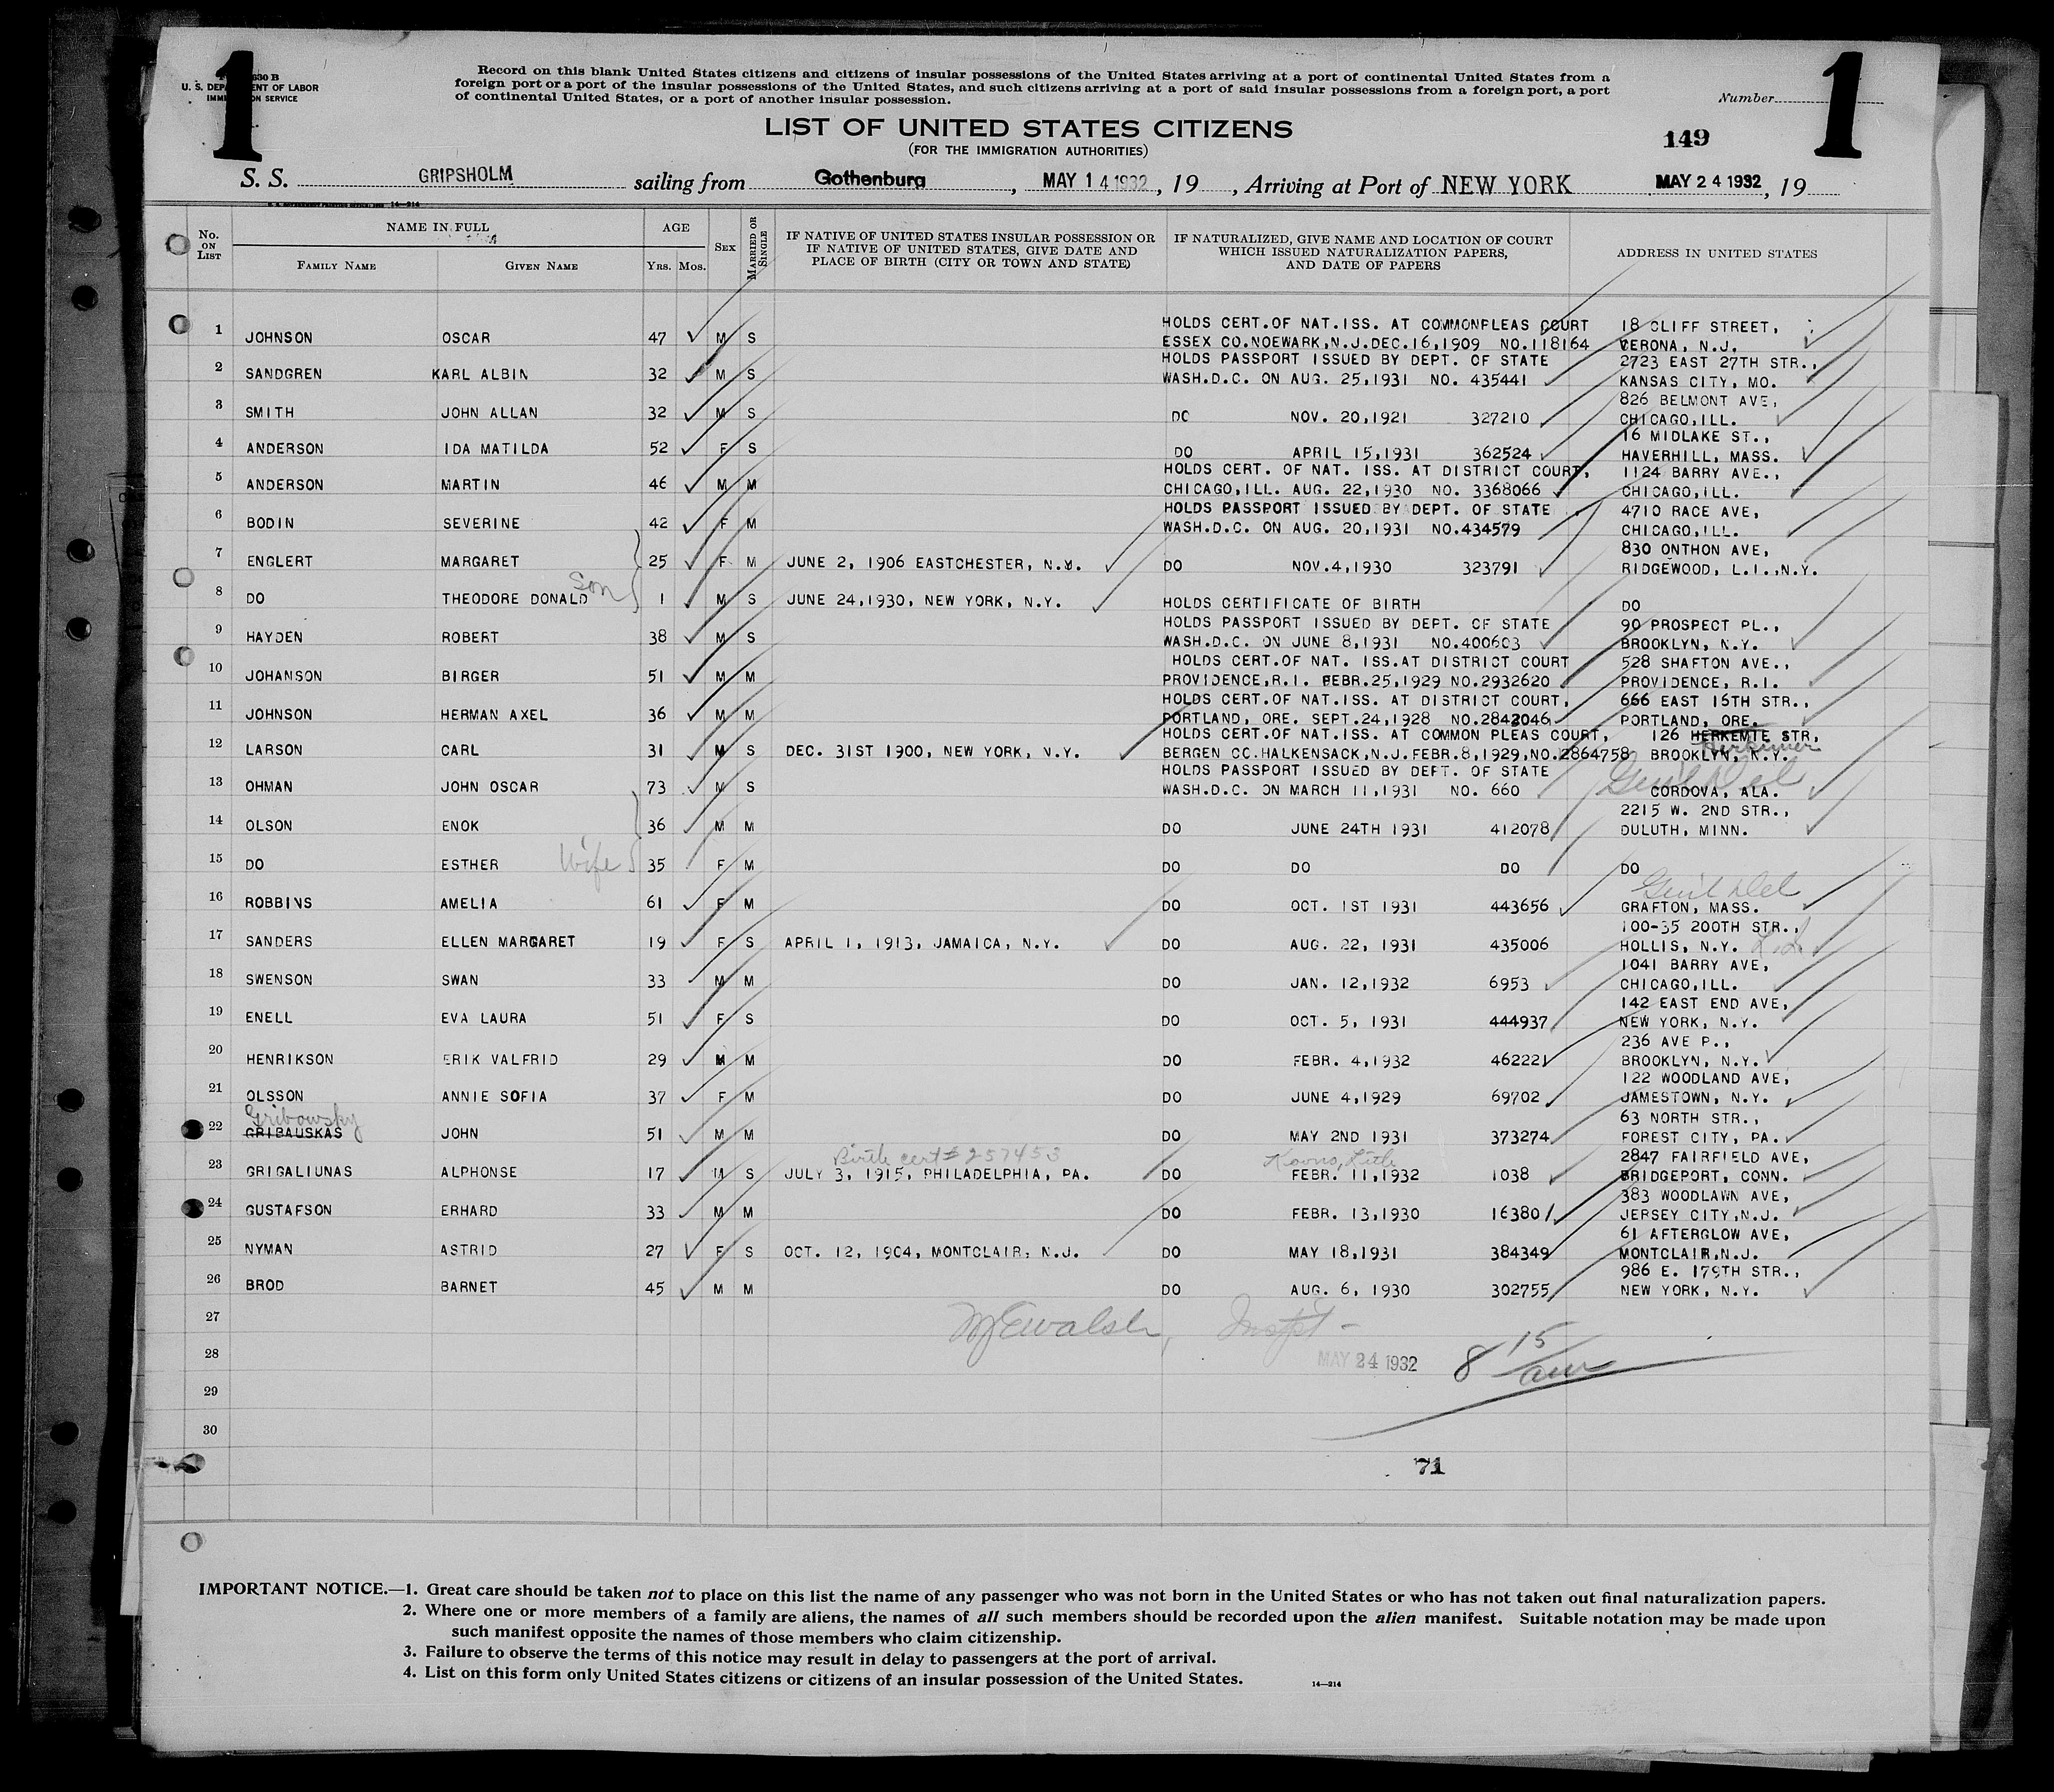 1
630 B
U. S. DEPARTMENT OF LABOR
IMMIGRATION SERVICE
Record on this blank United States citizens and citizens of insular possessions of the United States arriving at a port of continental United States from a
foreign port or a port of the insular possessions of the United States, and such citizens arriving at a port of said insular possessions from a foreign port, a port
of continental United States, or a port of another insular possession.
Number
1
LIST OF UNITED STATES CITIZENS
(FOR THE IMMIGRATION AUTHORITIES)
149
S. S. GRIPSHOLM sailing from Gothenburg, MAY 14 1932, 19, Arriving at Port of NEW YORK MAY 24 1932, 19
No. ON LIST
NAME IN FULL
FAMILY NAME GIVEN NAME
AGE
YRS. MOS.
SEX
MARRIED OR SINGLE
IF NATIVE OF UNITED STATES INSULAR POSSESSION OR
IF NATIVE OF UNITED STATES, GIVE DATE AND
PLACE OF BIRTH (CITY OR TOWN AND STATE)
IF NATURALIZED, GIVE NAME AND LOCATION OF COURT
WHICH ISSUED NATURALIZATION PAPERS,
AND DATE OF PAPERS
ADDRESS IN UNITED STATES
HOLDS CERT.OF NAT.ISS. AT COMMONPLEAS COURT 18 CLIFF STREET,
1 JOHNSON OSCAR 47 M S ESSEX CO.NOEWARK,N.J.DEC.16,1909 NO.118164 VERONA, N.J.
HOLDS PASSPORT ISSUED BY DEPT. OF STATE 2723 EAST 27TH STR.,
2 SANDGREN KARL ALBIN 32 M S WASH.D.C. ON AUG. 25,1931 NO. 435441 KANSAS CITY, MO.
826 BELMONT AVE,
3 SMITH JOHN ALLAN 32 M S DO NOV. 20,1921 327210 CHICAGO,ILL.
16 MIDLAKE ST.,
4 ANDERSON IDA MATILDA 52 F S DO APRIL 15,1931 362524 HAVERHILL, MASS.
HOLDS CERT. OF NAT. ISS. AT DISTRICT COURT, 1124 BARRY AVE.,
5 ANDERSON MARTIN 46 M M CHICAGO,ILL. AUG. 22,1930 NO. 3368066 CHICAGO,ILL.
HOLDS PASSPORT ISSUED BY DEPT. OF STATE 4710 RACE AVE,
6 BODIN SEVERINE 42 F M WASH.D.C. ON AUG. 20,1931 NO.434579 CHICAGO,ILL.
830 ONTHON AVE,
7 ENGLERT MARGARET 25 F M JUNE 2, 1906 EASTCHESTER, N.Y. DO NOV.4,1930 323791 RIDGEWOOD, L.I.,N.Y.
8 DO THEODORE DONALD Son 1 M S JUNE 24,1930, NEW YORK, N.Y. HOLDS CERTIFICATE OF BIRTH DO
HOLDS PASSPORT ISSUED BY DEPT. OF STATE 90 PROSPECT PL.,
9 HAYDEN ROBERT 38 M S WASH.D.C. ON JUNE 8,1931 NO.400603 BROOKLYN, N.Y.
HOLDS CERT.OF NAT. ISS.AT DISTRICT COURT 528 SHAFTON AVE.,
10 JOHANSON BIRGER 51 M M PROVIDENCE,R.I. FEBR.25,1929 NO.2932620 PROVIDENCE, R.I.
HOLDS CERT.OF NAT.ISS. AT DISTRICT COURT, 666 EAST 15TH STR.,
11 JOHNSON HERMAN AXEL 36 M M PORTLAND, ORE. SEPT.24,1928 NO.2842046 PORTLAND, ORE.
HOLDS CERT.OF NAT.ISS. AT COMMON PLEAS COURT, 126 HERKEMIE STR,
Herkimer
12 LARSON CARL 31 M S DEC. 31ST 1900, NEW YORK, N.Y. BERGEN CC.HALKENSACK,N.J.FEBR.8,1929,NO.2864758 BROOKLYN, N.Y.
HOLDS PASSPORT ISSUED BY DEPT. OF STATE Gen'l Del
13 OHMAN JOHN OSCAR 73 M S WASH.D.C. ON MARCH 11,1931 NO. 660 CORDOVA, ALA.
2215 W. 2ND STR.,
14 OLSON ENOK 36 M M DO JUNE 24TH 1931 412078 DULUTH, MINN.
15 DO ESTHER Wife 35 F M DO DO DO DO
Gen'l Del
16 ROBBINS AMELIA 61 F M DO OCT. 1ST 1931 443656 GRAFTON, MASS.
100-35 200TH STR.,
17 SANDERS ELLEN MARGARET 19 F S APRIL 1, 1913, JAMAICA, N.Y. DO AUG. 22, 1931 435006 HOLLIS, N.Y. L.I.
1041 BARRY AVE,
18 SWENSON SWAN 33 M M DO JAN. 12,1932 6953 CHICAGO,ILL.
142 EAST END AVE,
19 ENELL EVA LAURA 51 F S DO OCT. 5, 1931 444937 NEW YORK, N.Y.
236 AVE P.,
20 HENRIKSON ERIK VALFRID 29 M M DO FEBR. 4,1932 462221 BROOKLYN, N.Y.
122 WOODLAND AVE,
21 OLSSON ANNIE SOFIA 37 F M DO JUNE 4,1929 69702 JAMESTOWN, N.Y.
Gribowsky 63 NORTH STR.,
22 GRIBAUSKAS JOHN 51 M M DO MAY 2ND 1931 373274 FOREST CITY, PA.
Birth cert # 257453 Kovno, Lith. 2847 FAIRFIELD AVE,
23 GRIGALIUNAS ALPHONSE 17 M S JULY 3, 1915, PHILADELPHIA, PA. DO FEBR. 11,1932 1038 BRIDGEPORT, CONN.
383 WOODLAWN AVE,
24 GUSTAFSON ERHARD 33 M M DO FEBR. 13,1930 163801 JERSEY CITY,N.J.
61 AFTERGLOW AVE,
25 NYMAN ASTRID 27 F S OCT. 12, 1904, MONTCLAIR, N.J. DO MAY 18,1931 384349 MONTCLAIR,N.J.
986 E. 179TH STR.,
26 BROD BARNET 45 M M DO AUG. 6, 1930 302755 NEW YORK, N.Y.
27 Walsh, Inspt -
28 MAY 24 1932 8 15 am
29
30
71
IMPORTANT NOTICE.—1. Great care should be taken not to place on this list the name of any passenger who was not born in the United States or who has not taken out final naturalization papers.
2. Where one or more members of a family are aliens, the names of all such members should be recorded upon the alien manifest. Suitable notation may be made upon
such manifest opposite the names of those members who claim citizenship.
3. Failure to observe the terms of this notice may result in delay to passengers at the port of arrival.
4. List on this form only United States citizens or citizens of an insular possession of the United States.
14—214